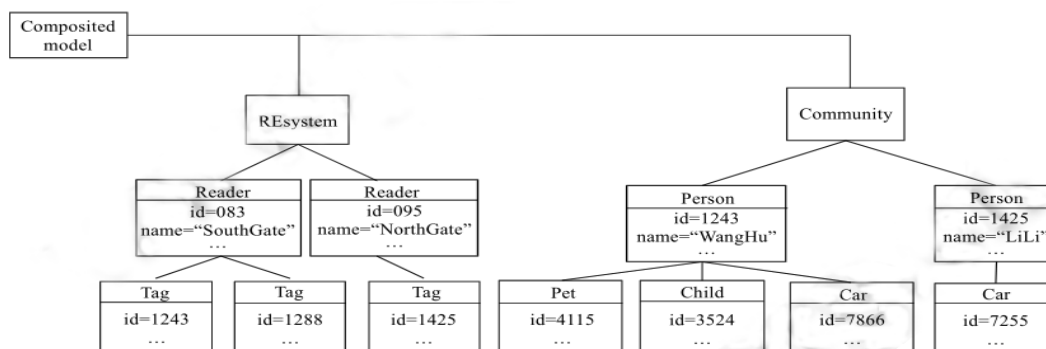 Composited
model
REsystem
Community
Reader
id=083
name=“SouthGate”
…
Reader
id=095
name=“NorthGate”
…
Person
id=1243
name=“WangHu”
…
Person
id=1425
name=“LiLi”
…
Tag
id=1243
…
Tag
id=1288
…
Tag
id=1425
…
Pet
id=4115
…
Child
id=3524
…
Car
id=7866
…
Car
id=7255
…